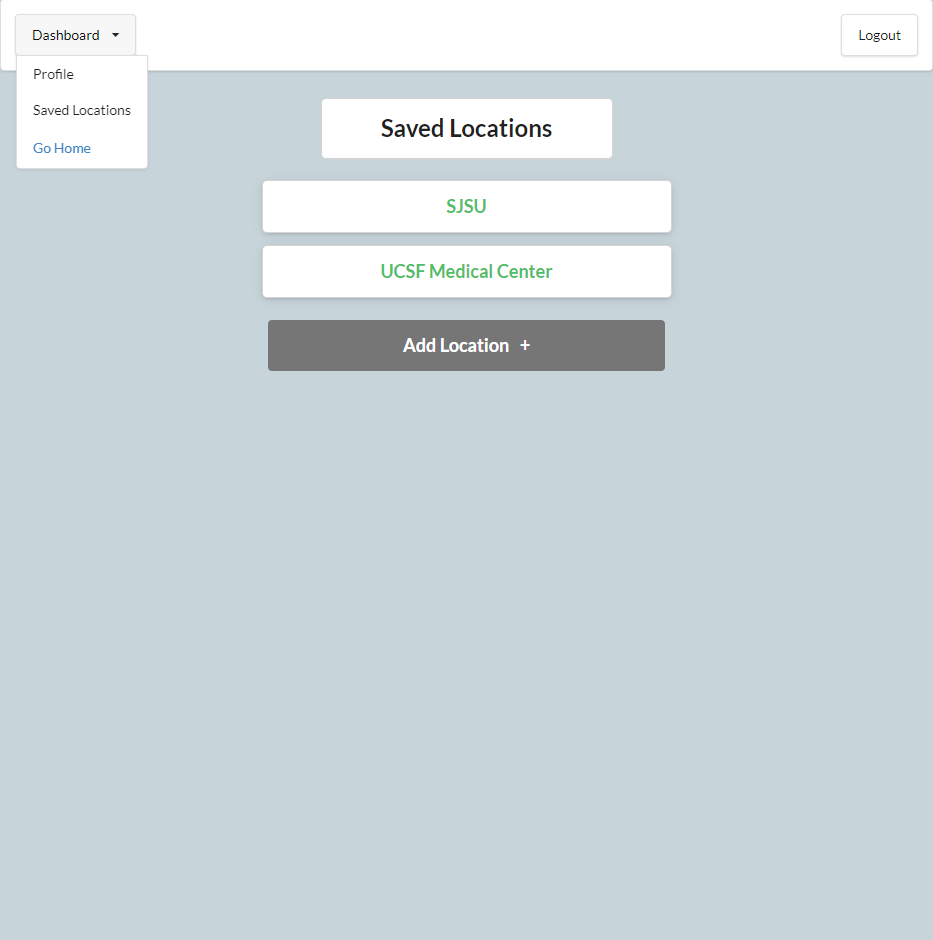 Dashboard
Logout
Profile
Saved Locations
Go Home
Saved Locations
SJSU
UCSF Medical Center
Add Location +